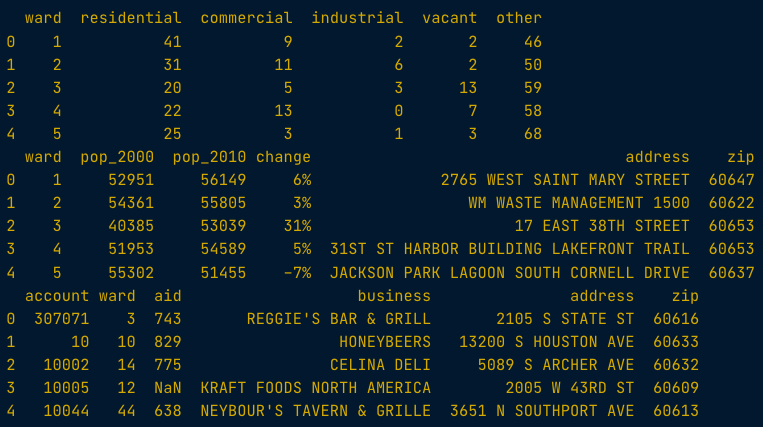 ward residential commercial industrial vacant other
0 1 41 9 2 2 46
1 2 31 11 6 2 50
2 3 20 5 3 13 59
3 4 22 13 0 7 58
4 5 25 3 1 3 68
ward pop_2000 pop_2010 change address zip
0 1 52951 56149 6% 2765 WEST SAINT MARY STREET 60647
1 2 54361 55805 3% WM WASTE MANAGEMENT 1500 60622
2 3 40385 53039 31% 17 EAST 38TH STREET 60653
3 4 51953 54589 5% 31ST ST HARBOR BUILDING LAKEFRONT TRAIL 60653
4 5 55302 51455 -7% JACKSON PARK LAGOON SOUTH CORNELL DRIVE 60637
account ward aid business address zip
0 307071 3 743 REGGIE'S BAR & GRILL 2105 S STATE ST 60616
1 10 10 829 HONEYBEERS 13200 S HOUSTON AVE 60633
2 10002 14 775 CELINA DELI 5089 S ARCHER AVE 60632
3 10005 12 NaN KRAFT FOODS NORTH AMERICA 2005 W 43RD ST 60609
4 10044 44 638 NEYBOUR'S TAVERN & GRILLE 3651 N SOUTHPORT AVE 60613